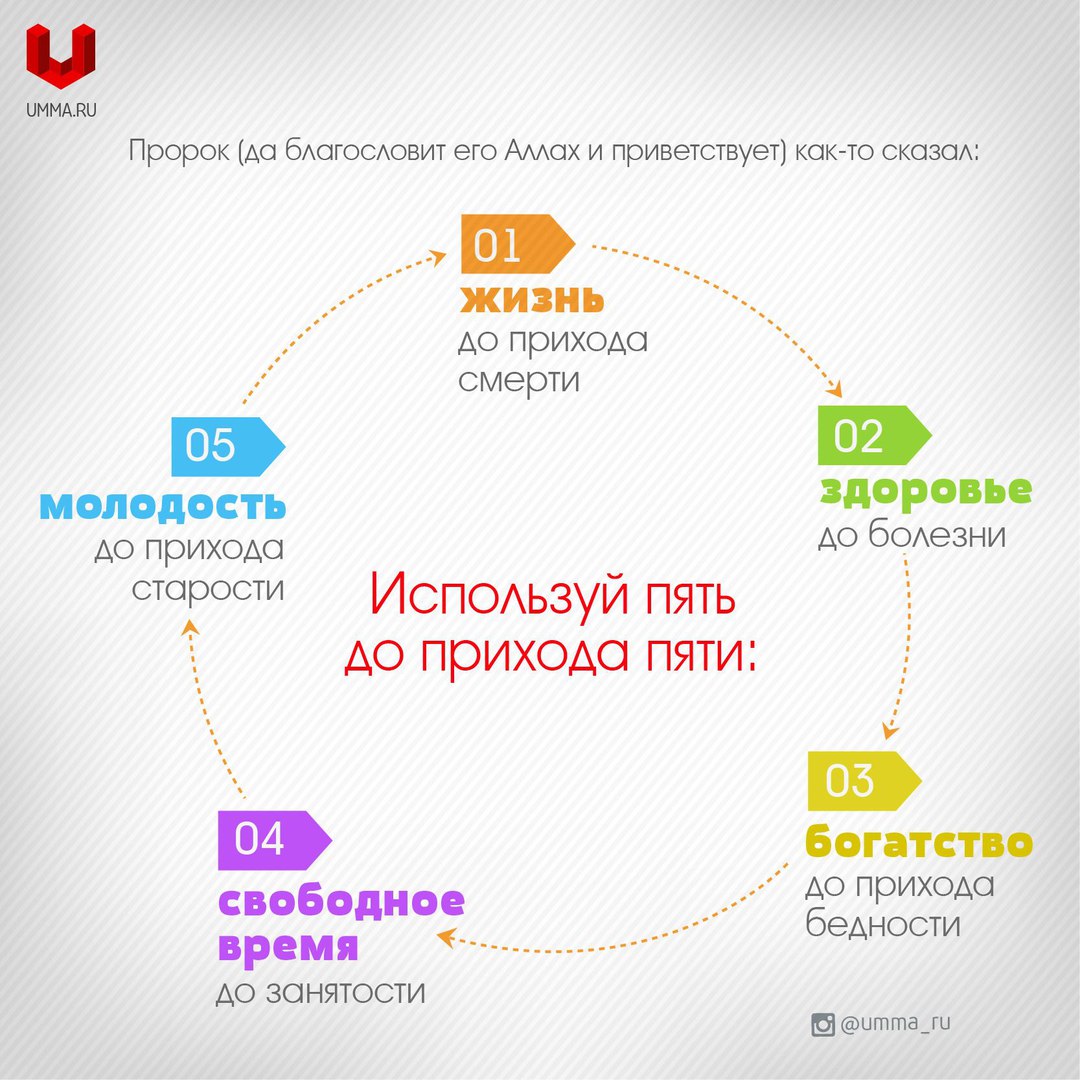 UMMA.RU
Пророк (да благословит его Аллах и приветствует) как-то сказал:
01
жизнь
до прихода
смерти
02
здоровье
до болезни
03
богатство
до прихода
бедности
04
свободное
время
до занятости
05
молодость
до прихода
старости
Используй пять
до прихода пяти:
@umma_ru